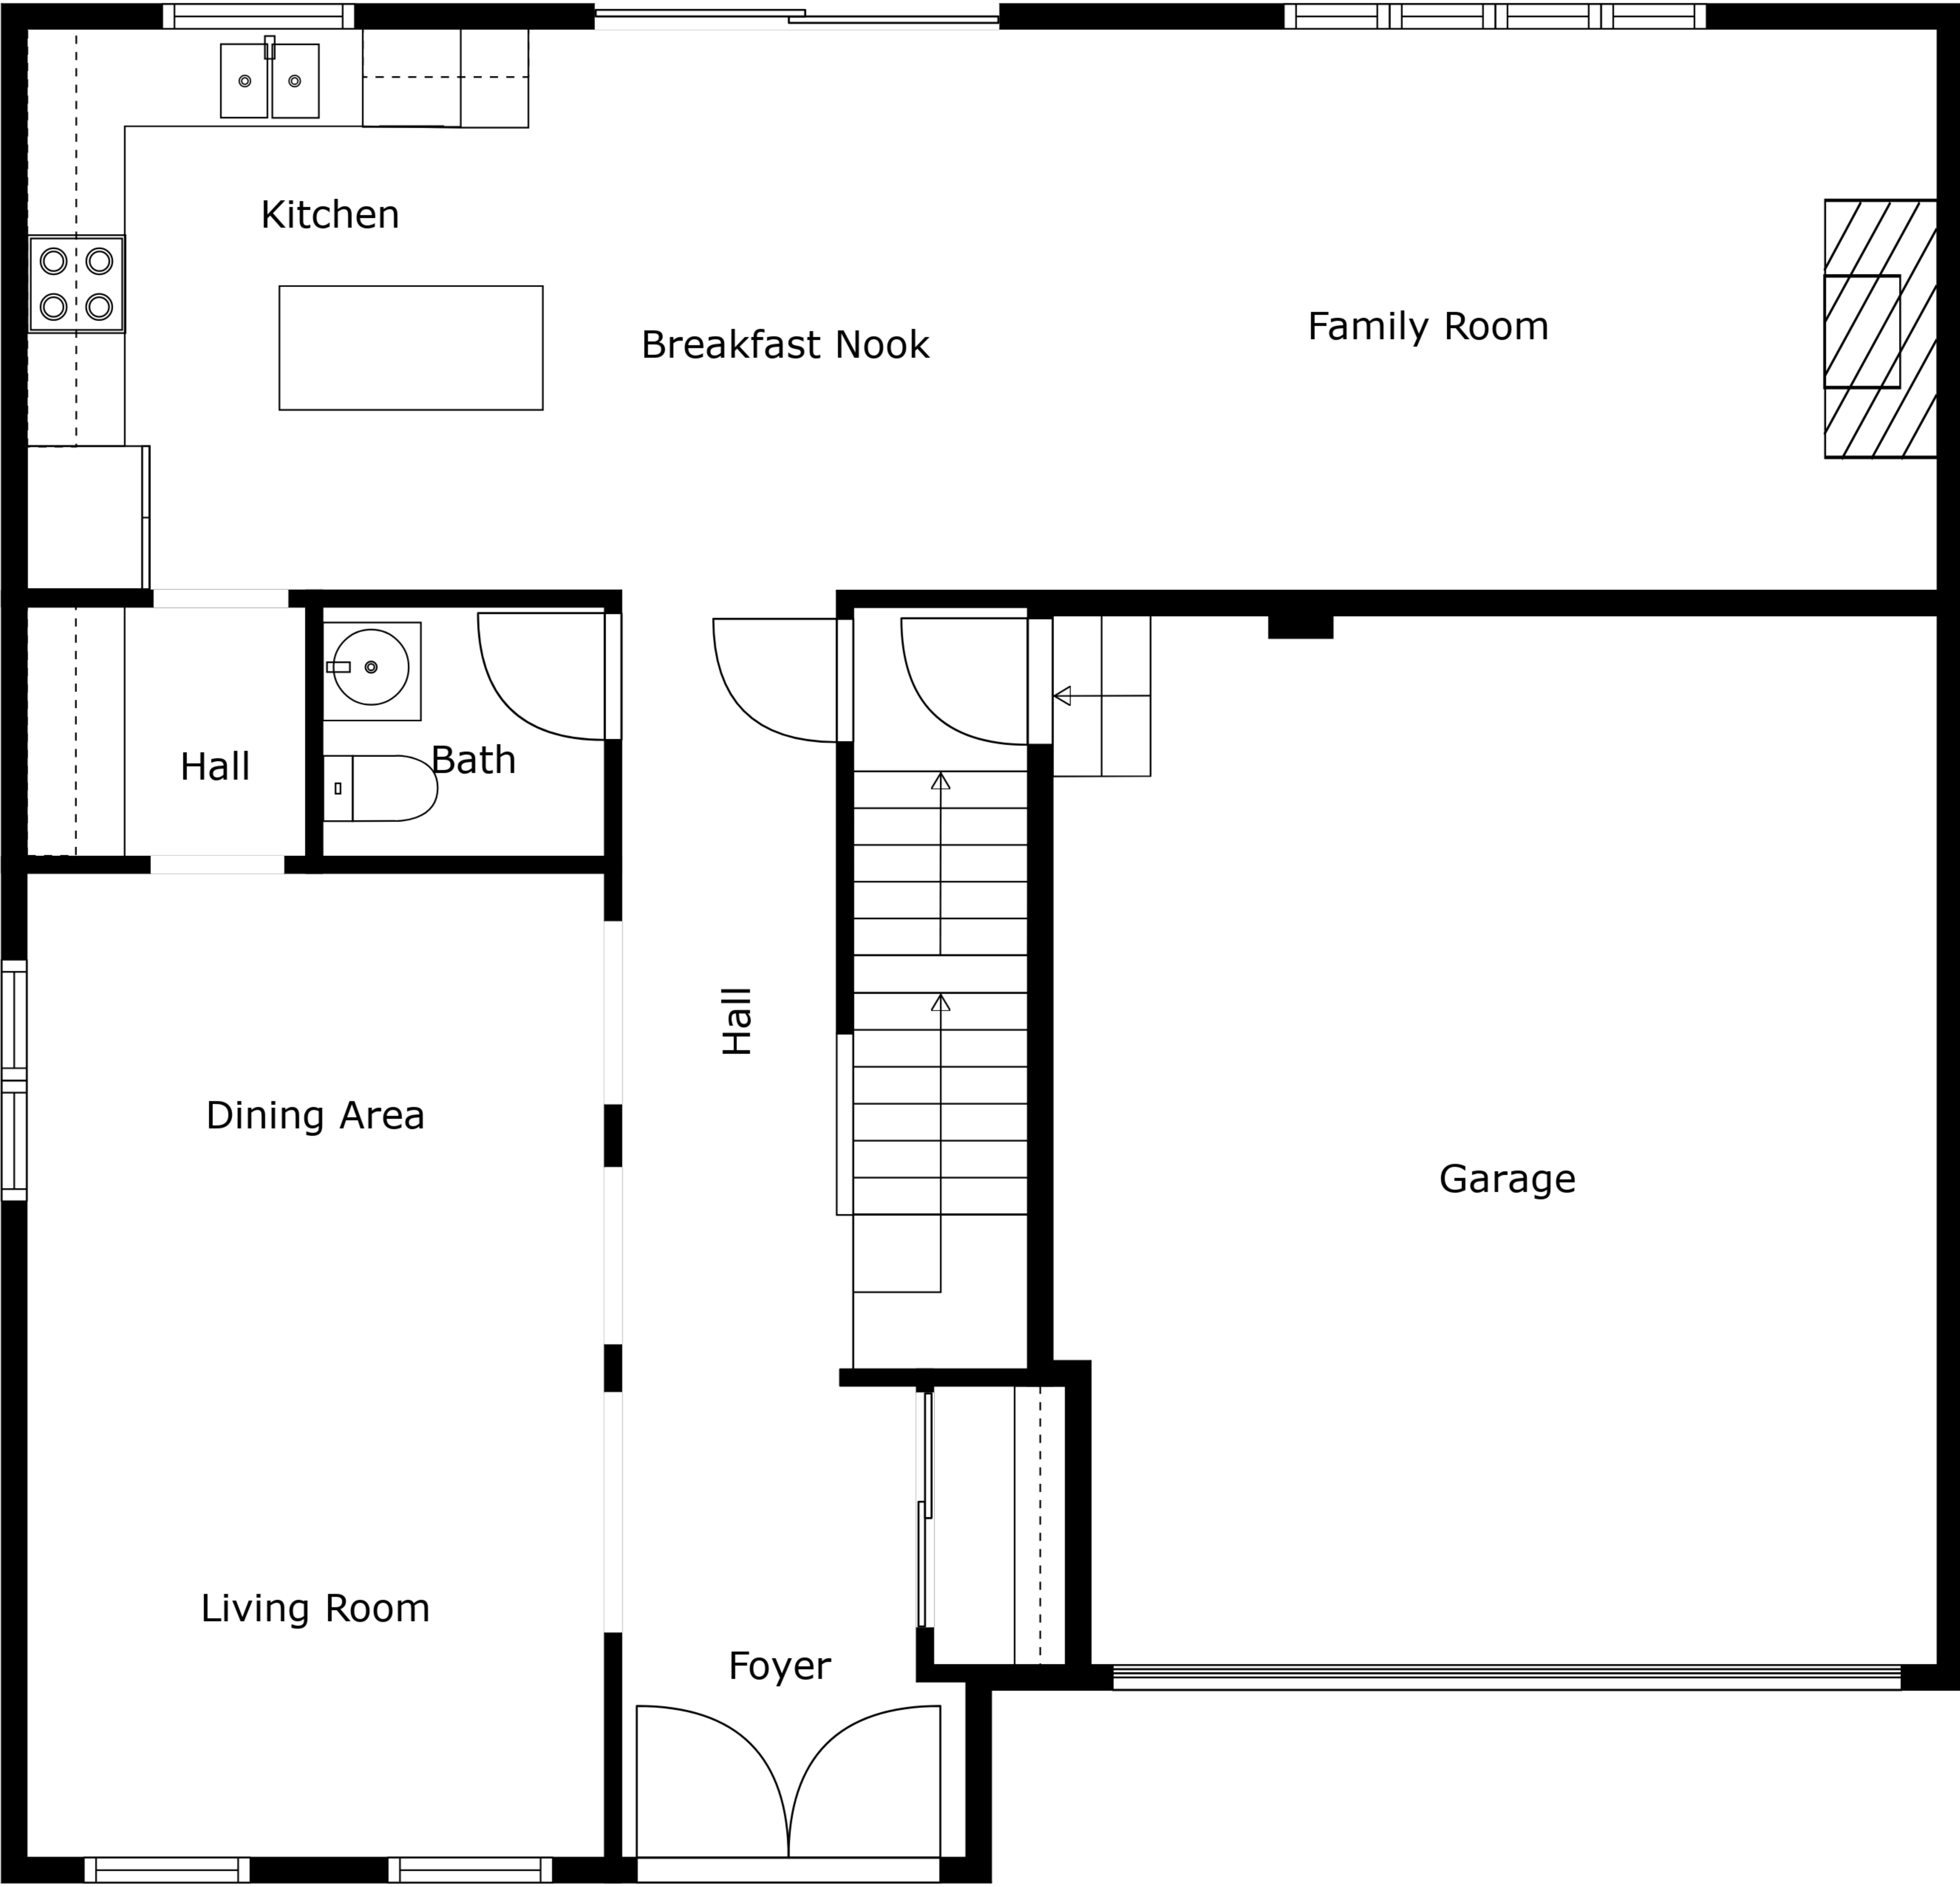 Kitchen
Breakfast Nook
Family Room
Hall
Bath
Hall
Dining Area
Garage
Living Room
Foyer